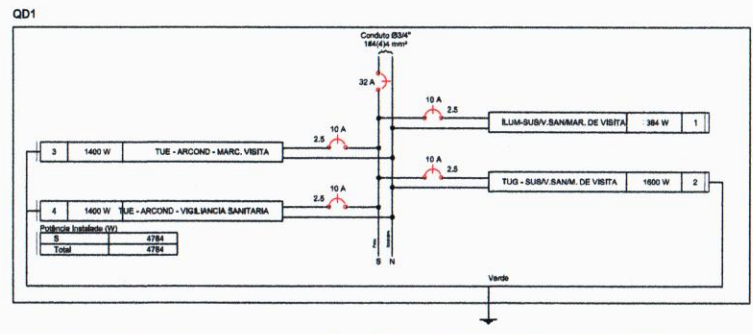 QD1
Conduto Ø3/4"
1#4(4)4 mm²
32 A
10 A
2.5
ILUM-SUB/V.SAN/MAR. DE VISITA 384 W 1
10 A
2.5
3 1400 W TUE - ARCOND - MARC. VISITA
10 A
2.5
TUG - SUS/V.SAN/M. DE VISITA 1600 W 2
10 A
2.5
4 1400 W TUE - ARCOND - VIGILIANCIA SANITARIA
Potência Instalada (W)
S 4784
Total 4784
S N
Verde